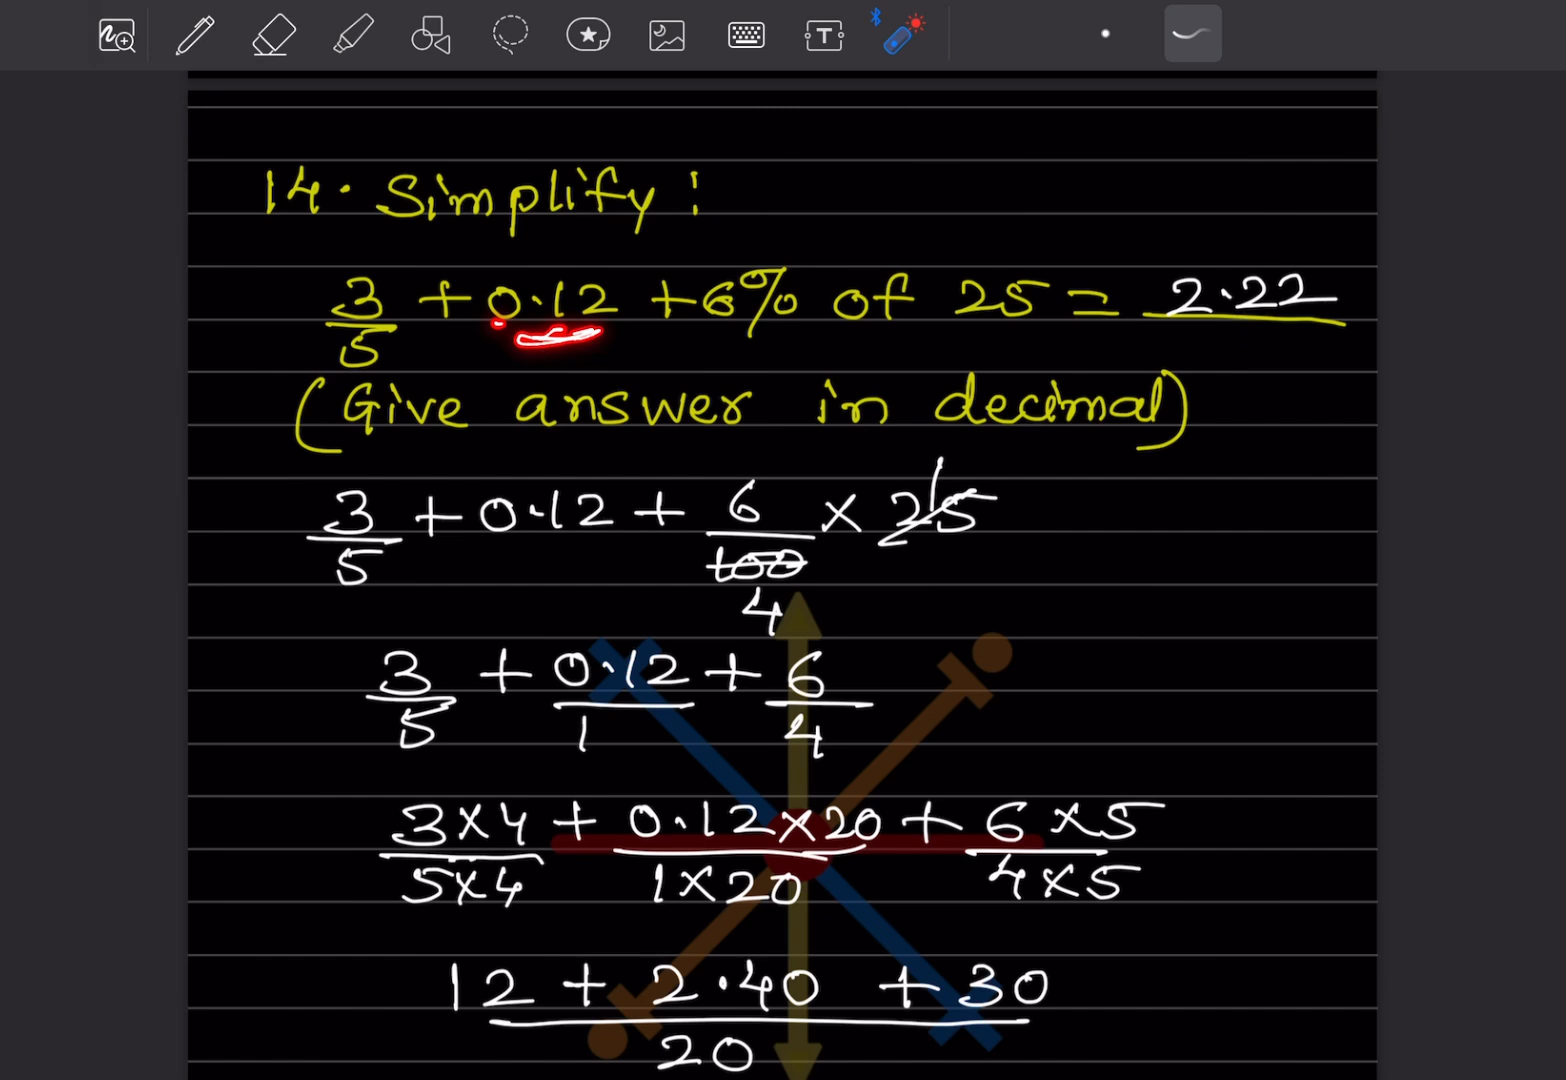 14. Simplify:
3/5 + 0.12 + 6% of 25 = 2.22
(Give answer in decimal)
3/5 + 0.12 + 6/100 × 25 1
4
3/5 + 0.12/1 + 6/4
3×4/5×4 + 0.12×20/1×20 + 6×5/4×5
12 + 2.40 + 30
20